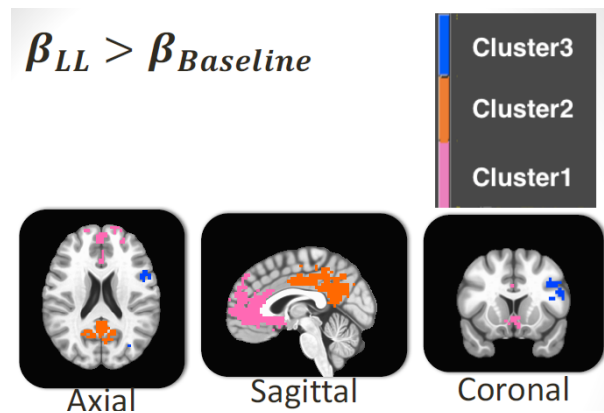 β_LL > β_Baseline
Cluster3
Cluster2
Cluster1
Axial
Sagittal
Coronal